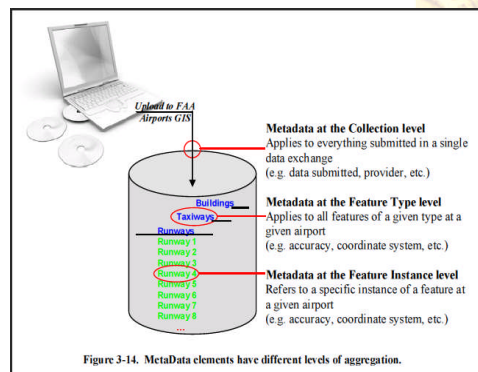 Upload to FAA
Airports GIS
Metadata at the Collection level
Applies to everything submitted in a single
data exchange
(e.g. data submitted, provider, etc.)
Buildings
Taxiways
Runways
Runway 1
Runway 2
Runway 3
Runway 4
Runway 5
Runway 6
Runway 7
Runway 8
...
Metadata at the Feature Type level
Applies to all features of a given type at a
given airport
(e.g. accuracy, coordinate system, etc.)
Metadata at the Feature Instance level
Refers to a specific instance of a feature at
a given airport
(e.g. accuracy, coordinate system, etc.)
Figure 3-14. MetaData elements have different levels of aggregation.